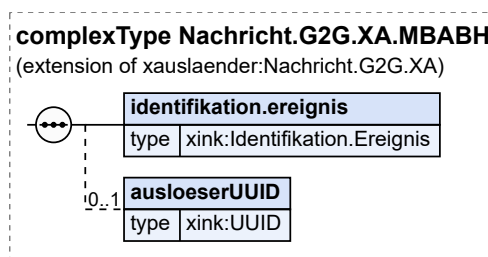 complexType Nachricht.G2G.XA.MBABH
(extension of xauslaender:Nachricht.G2G.XA)
identifikation.ereignis
type xink:Identifikation.Ereignis
0..1 ausloeserUUID
type xink:UUID